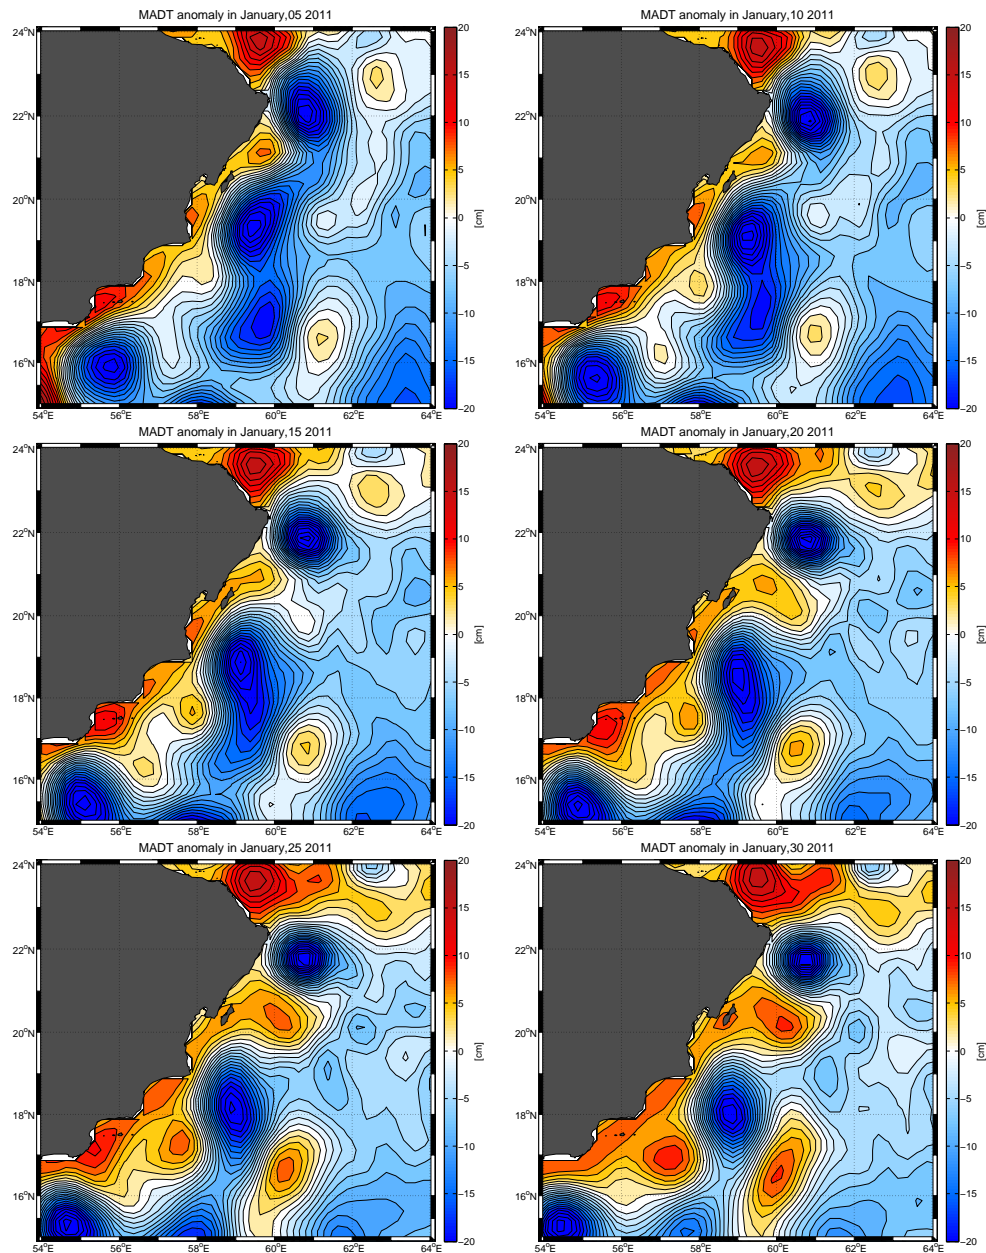 MADT anomaly in January,05 2011
24°N
22°N
20°N
18°N
16°N
54°E
56°E
58°E
60°E
62°E
64°E
20
15
10
5
0
−5
−10
−15
−20
[cm]
MADT anomaly in January,10 2011
24°N
22°N
20°N
18°N
16°N
54°E
56°E
58°E
60°E
62°E
64°E
20
15
10
5
0
−5
−10
−15
−20
[cm]
MADT anomaly in January,15 2011
24°N
22°N
20°N
18°N
16°N
54°E
56°E
58°E
60°E
62°E
64°E
20
15
10
5
0
−5
−10
−15
−20
[cm]
MADT anomaly in January,20 2011
24°N
22°N
20°N
18°N
16°N
54°E
56°E
58°E
60°E
62°E
64°E
20
15
10
5
0
−5
−10
−15
−20
[cm]
MADT anomaly in January,25 2011
24°N
22°N
20°N
18°N
16°N
54°E
56°E
58°E
60°E
62°E
64°E
20
15
10
5
0
−5
−10
−15
−20
[cm]
MADT anomaly in January,30 2011
24°N
22°N
20°N
18°N
16°N
54°E
56°E
58°E
60°E
62°E
64°E
20
15
10
5
0
−5
−10
−15
−20
[cm]